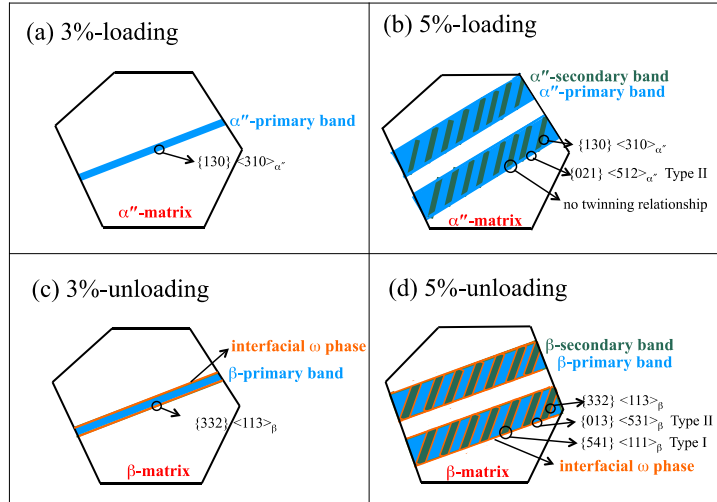 (a) 3%-loading
α″-primary band
{130} <310>α″
α″-matrix
(b) 5%-loading
α″-secondary band
α″-primary band
{130} <310>α″
{021} <512>α″ Type II
no twinning relationship
α″-matrix
(c) 3%-unloading
interfacial ω phase
β-primary band
{332} <113>β
β-matrix
(d) 5%-unloading
β-secondary band
β-primary band
{332} <113>β
{013} <531>β Type II
{541} <111>β Type I
interfacial ω phase
β-matrix